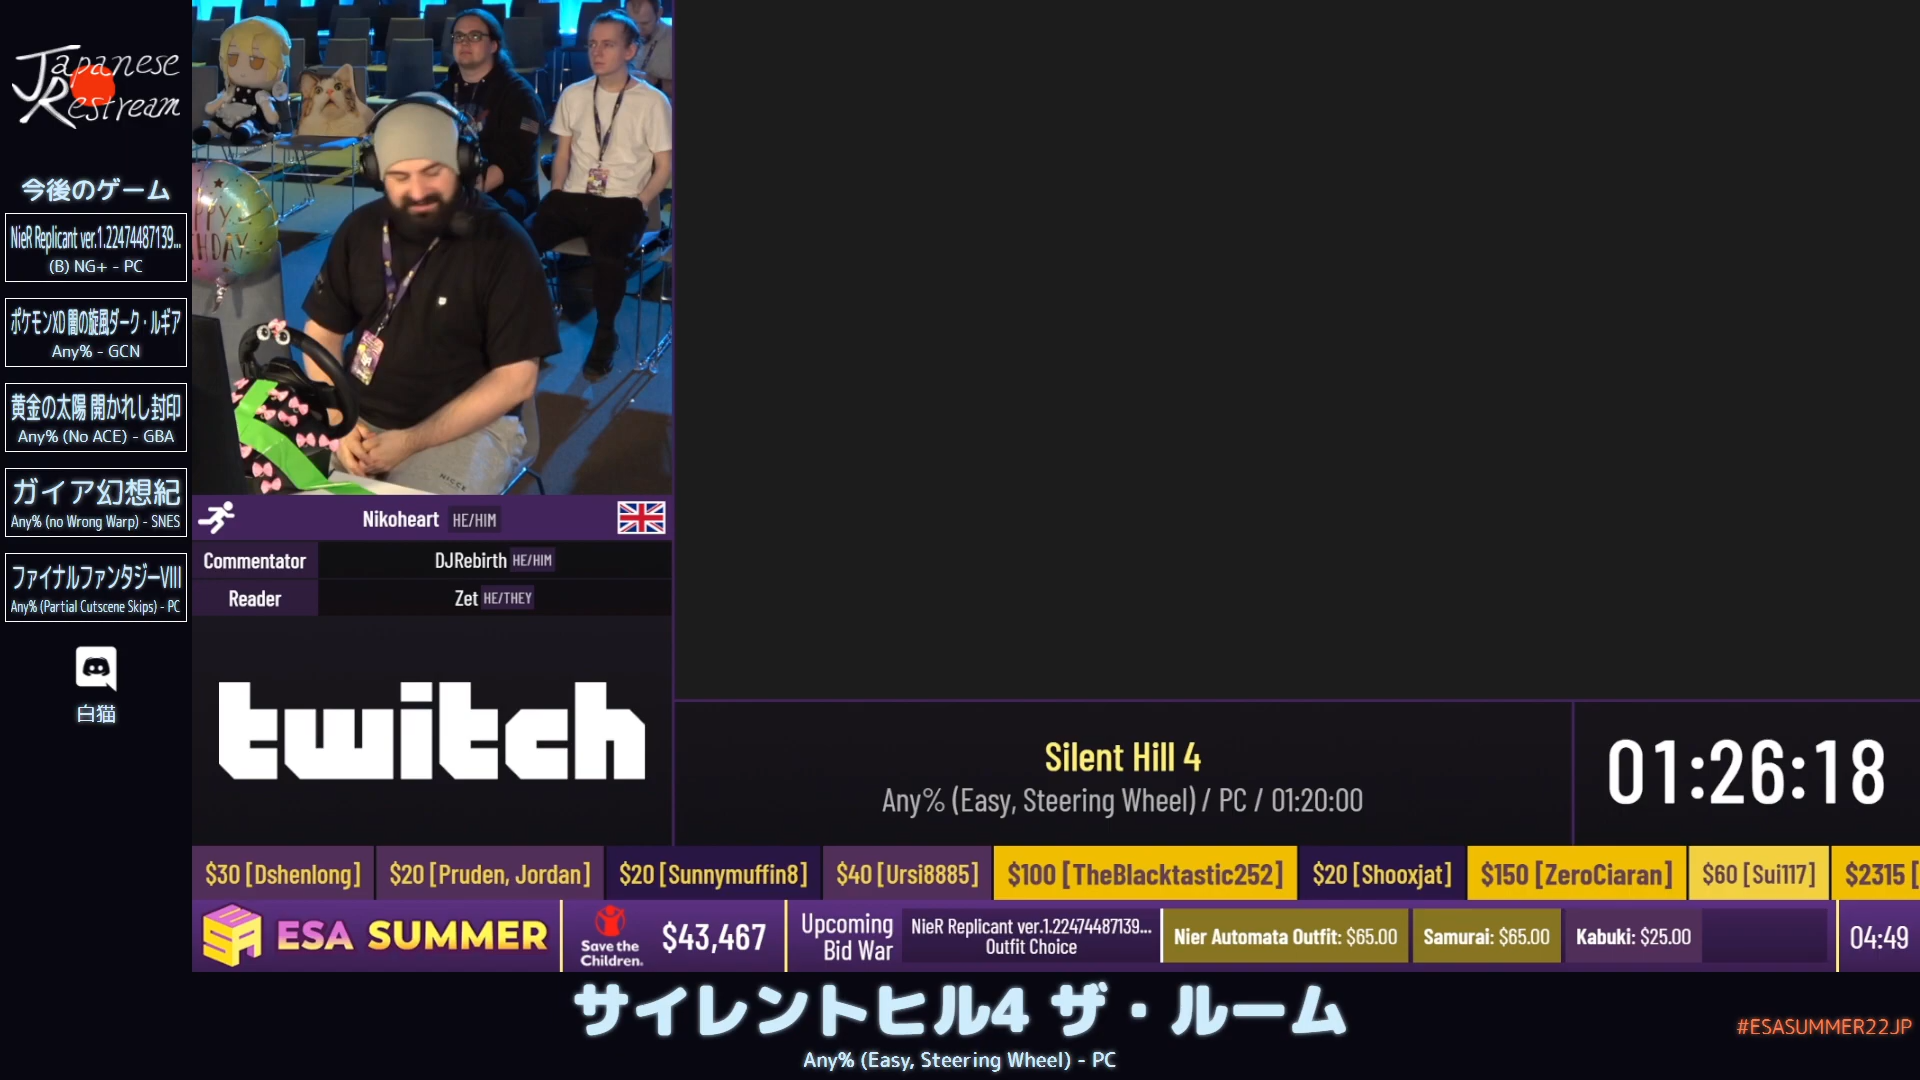 Japanese
Restream
今後のゲーム
NieR Replicant ver.1.22474487139...
(B) NG+ - PC
ポケモンXD 闇の旋風ダーク・ルギア
Any% - GCN
黄金の太陽 開かれし封印
Any% (No ACE) - GBA
ガイア幻想紀
Any% (no Wrong Warp) - SNES
ファイナルファンタジーVIII
Any% (Partial Cutscene Skips) - PC
白猫
NICCE
Nikoheart HE/HIM
Commentator DJRebirth HE/HIM
Reader Zet HE/THEY
twitch
Silent Hill 4
Any% (Easy, Steering Wheel) / PC / 01:20:00
01:26:18
$30 [Dshenlong] $20 [Pruden, Jordan] $20 [Sunnymuffin8] $40 [Ursi8885] $100 [TheBlacktastic252] $20 [Shooxjat] $150 [ZeroCiaran] $60 [Sui117] $2315 [
ESA SUMMER
Save the
Children.
$43,467
Upcoming
Bid War
NieR Replicant ver.1.22474487139...
Outfit Choice
Nier Automata Outfit: $65.00 Samurai: $65.00 Kabuki: $25.00
04:49
サイレントヒル4 ザ・ルーム
Any% (Easy, Steering Wheel) - PC
#ESASUMMER22JP